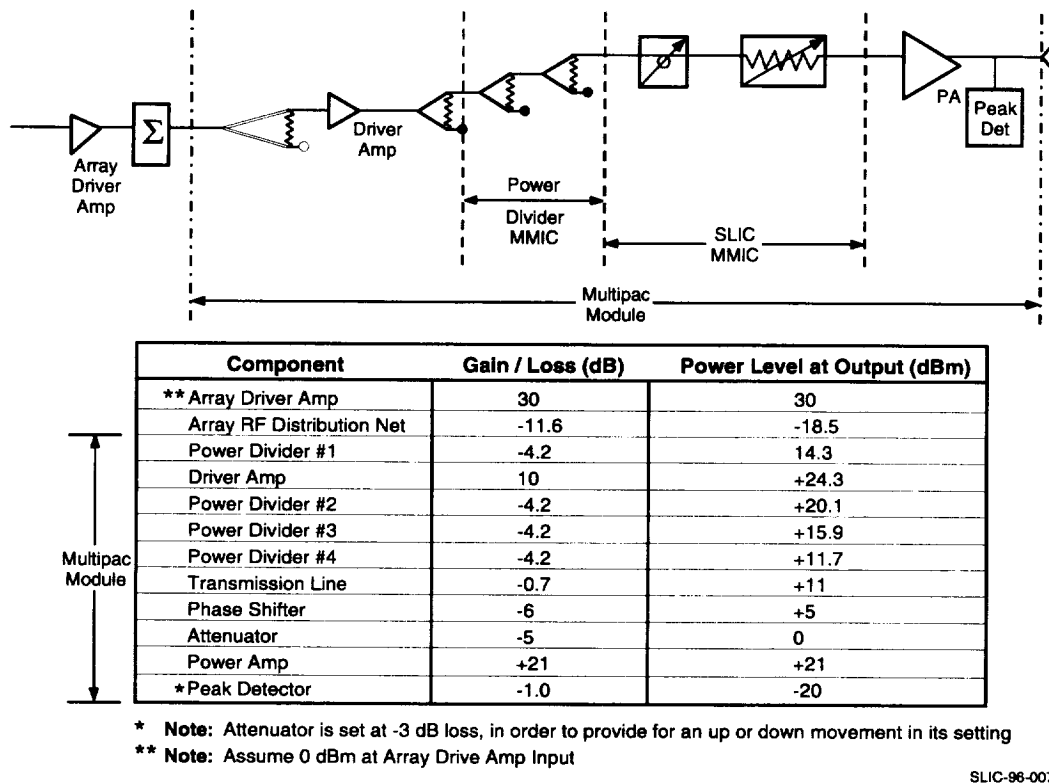 Σ
Array
Driver
Amp
Driver
Amp
Power
Divider
MMIC
SLIC
MMIC
PA
Peak
Det
Multipac
Module
Component Gain / Loss (dB) Power Level at Output (dBm)
** Array Driver Amp 30 30
Array RF Distribution Net -11.6 -18.5
Power Divider #1 -4.2 14.3
Driver Amp 10 +24.3
Power Divider #2 -4.2 +20.1
Power Divider #3 -4.2 +15.9
Power Divider #4 -4.2 +11.7
Transmission Line -0.7 +11
Phase Shifter -6 +5
Attenuator -5 0
Power Amp +21 +21
* Peak Detector -1.0 -20
Multipac
Module
* Note: Attenuator is set at -3 dB loss, in order to provide for an up or down movement in its setting
** Note: Assume 0 dBm at Array Drive Amp Input